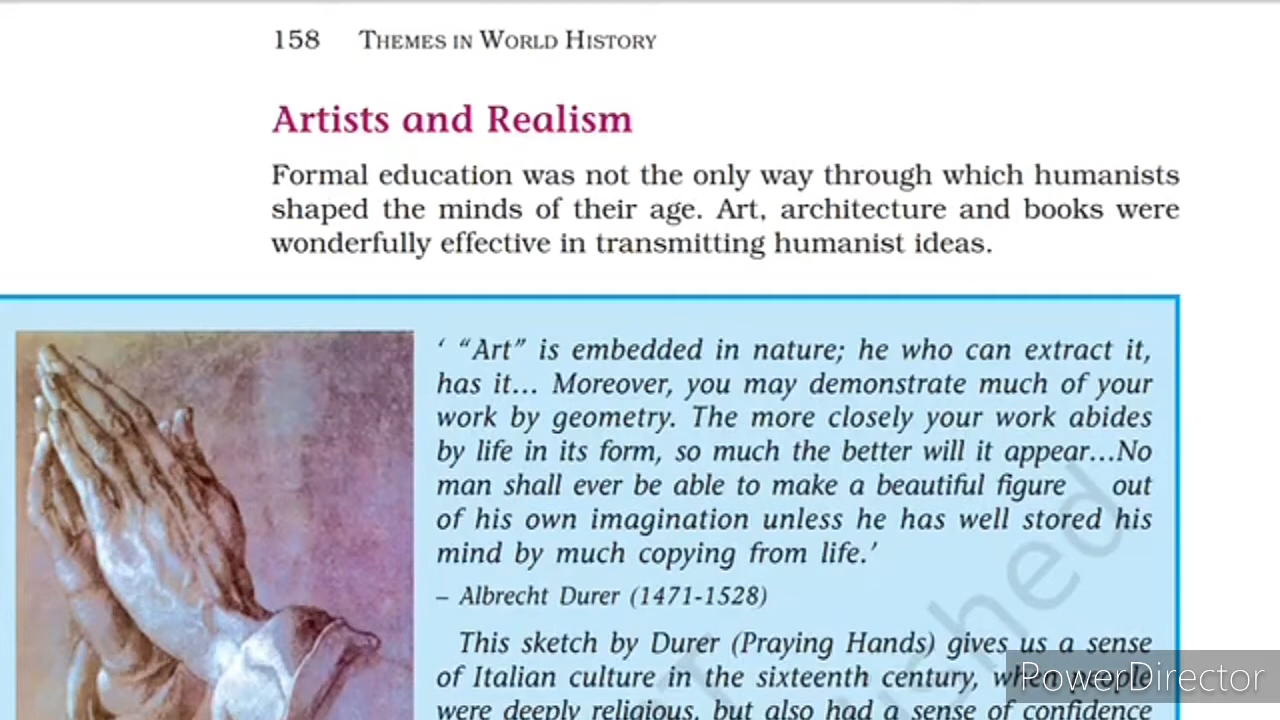 158 THEMES IN WORLD HISTORY
Artists and Realism
Formal education was not the only way through which humanists
shaped the minds of their age. Art, architecture and books were
wonderfully effective in transmitting humanist ideas.
‘ “Art” is embedded in nature; he who can extract it,
has it... Moreover, you may demonstrate much of your
work by geometry. The more closely your work abides
by life in its form, so much the better will it appear...No
man shall ever be able to make a beautiful figure out
of his own imagination unless he has well stored his
mind by much copying from life.’
– Albrecht Durer (1471-1528)
This sketch by Durer (Praying Hands) gives us a sense
of Italian culture in the sixteenth century, when people
were deeply religious, but also had a sense of confidence
PowerDirector